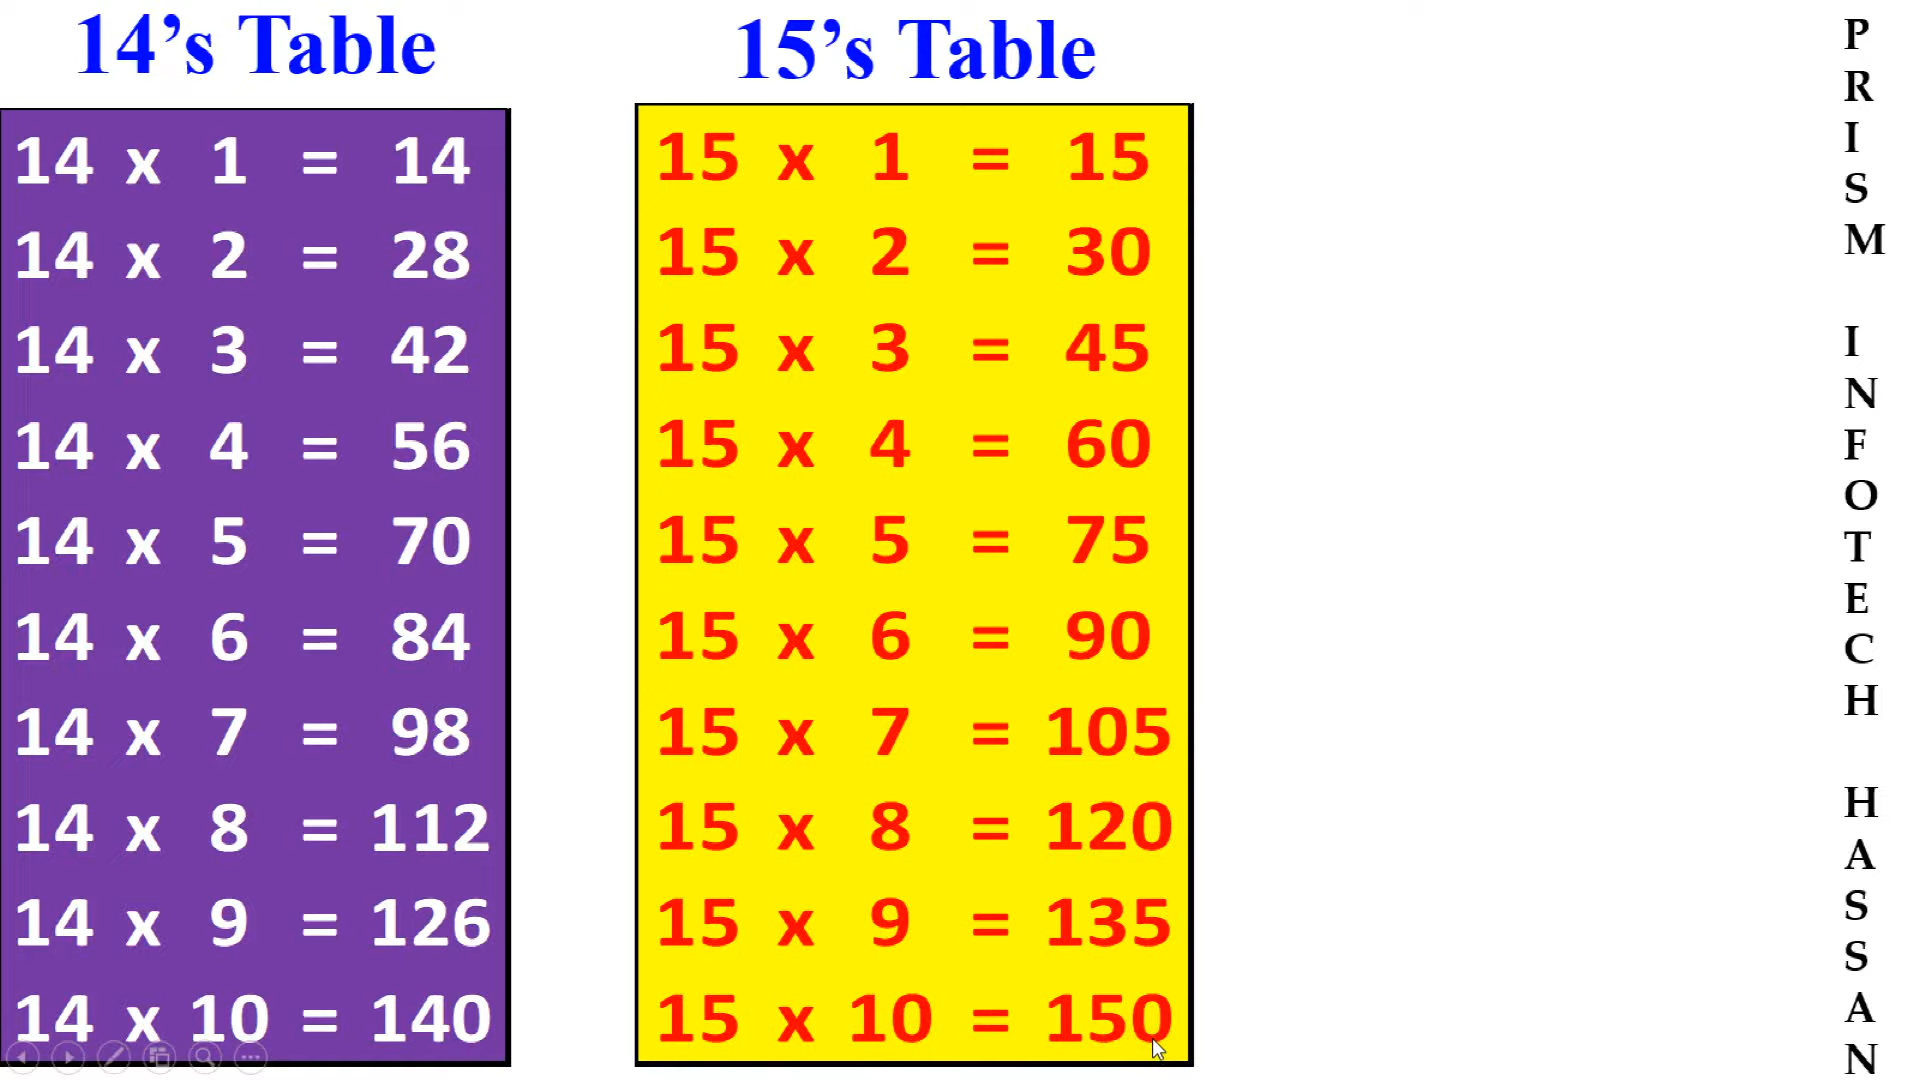 14’s Table
14 x 1 = 14
14 x 2 = 28
14 x 3 = 42
14 x 4 = 56
14 x 5 = 70
14 x 6 = 84
14 x 7 = 98
14 x 8 = 112
14 x 9 = 126
14 x 10 = 140
15’s Table
15 x 1 = 15
15 x 2 = 30
15 x 3 = 45
15 x 4 = 60
15 x 5 = 75
15 x 6 = 90
15 x 7 = 105
15 x 8 = 120
15 x 9 = 135
15 x 10 = 150
PRISM INFOTECH HASSAN